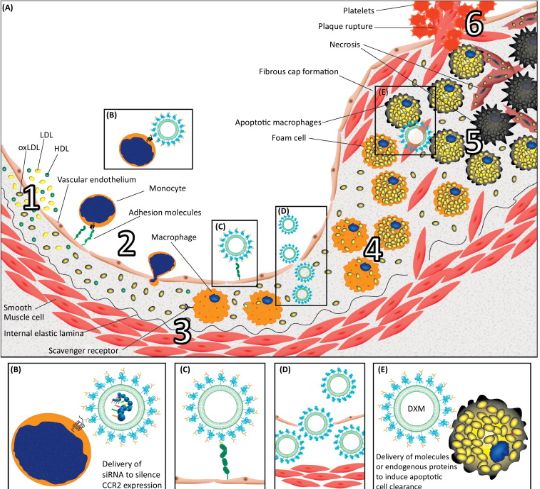 (A)
Platelets
6
Plaque rupture
Necrosis
Fibrous cap formation
(E)
(B)
Apoptotic macrophages
5
Foam cell
LDL
oxLDL
HDL
Vascular endothelium
1
Monocyte
Adhesion molecules
(D)
2
(C)
Macrophage
4
Smooth
Muscle cell
Internal elastic lamina
3
Scavenger receptor
(B)
Delivery of
siRNA to silence
CCR2 expression
(C)
(D)
(E)
DXM
Delivery of molecules
or endogenous proteins
to induce apoptotic
cell clearance